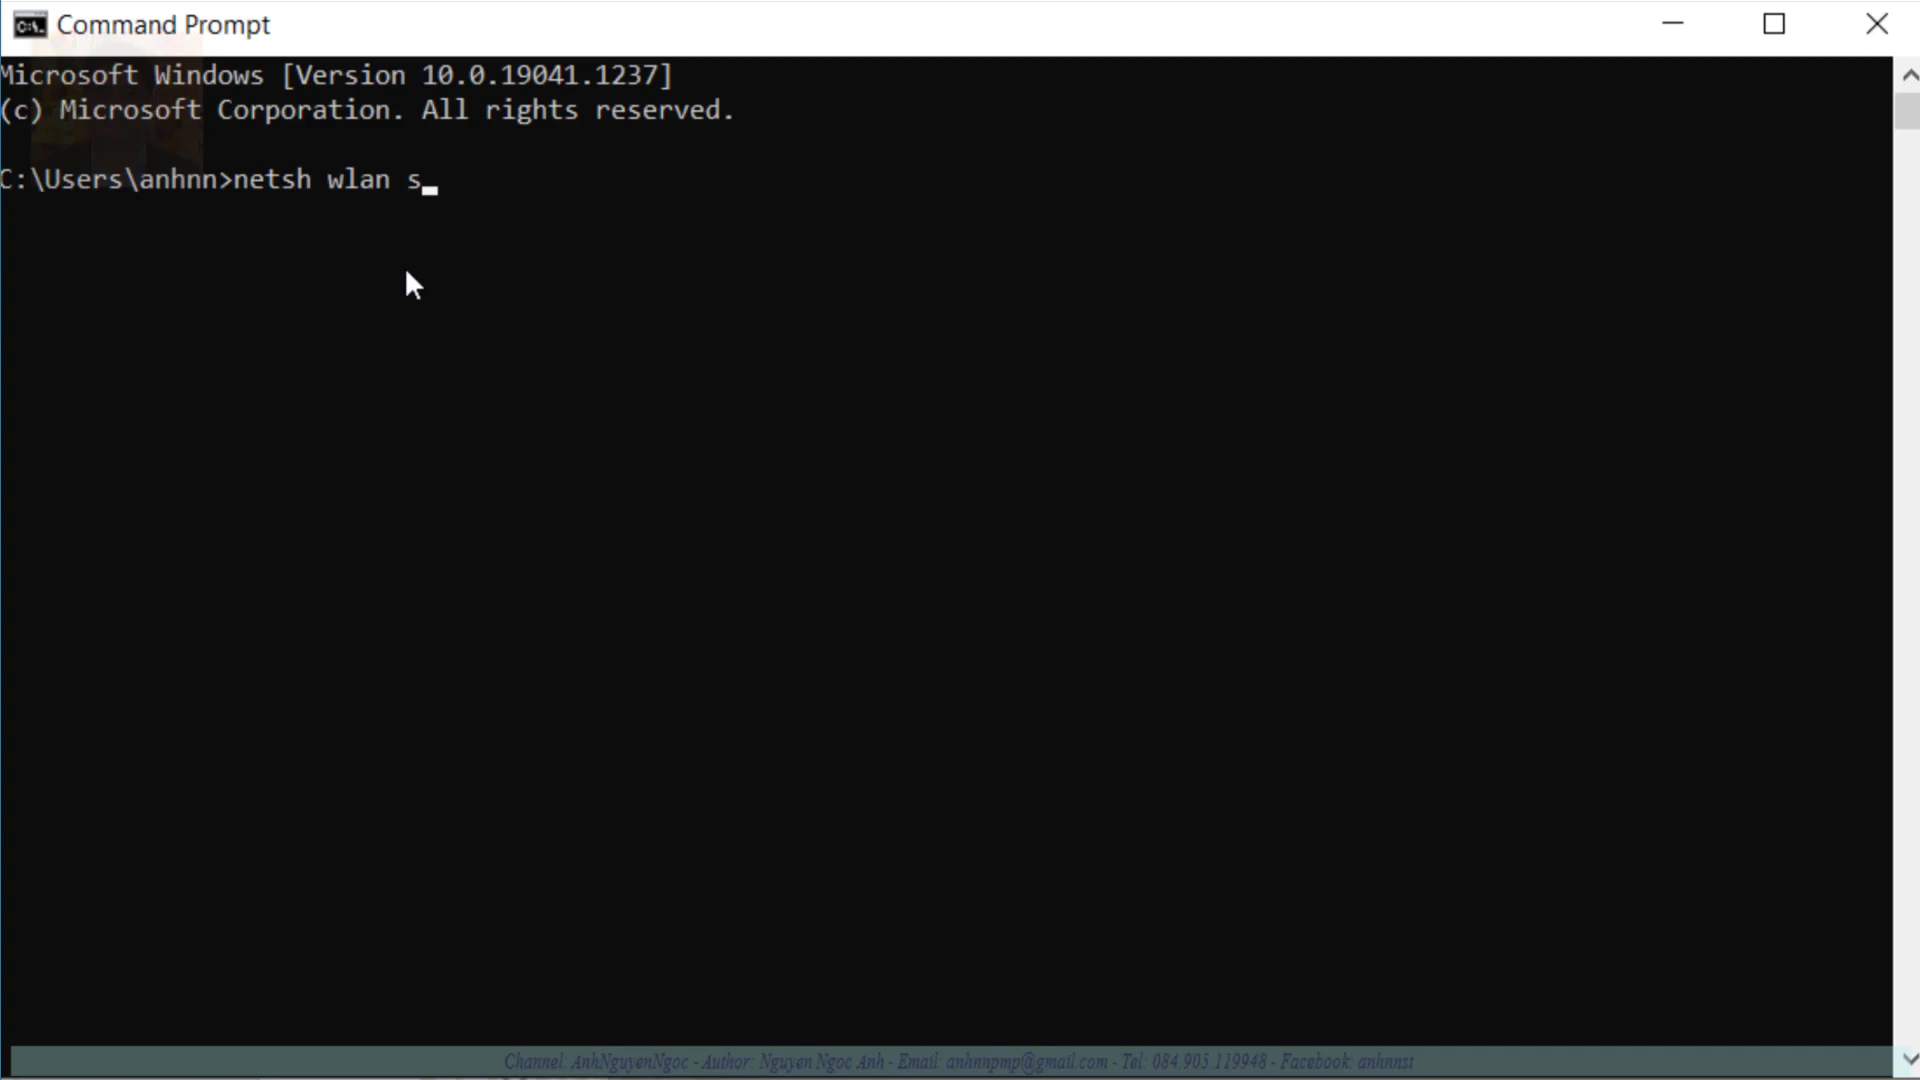 Command Prompt
Microsoft Windows [Version 10.0.19041.1237]
(c) Microsoft Corporation. All rights reserved.
C:\Users\anhnn>netsh wlan s
Channel: AnhNguyenNgoc - Author: Nguyen Ngoc Anh - Email: anhnnpmp@gmail.com - Tel: 084.905.119948 - Facebook: anhnnst